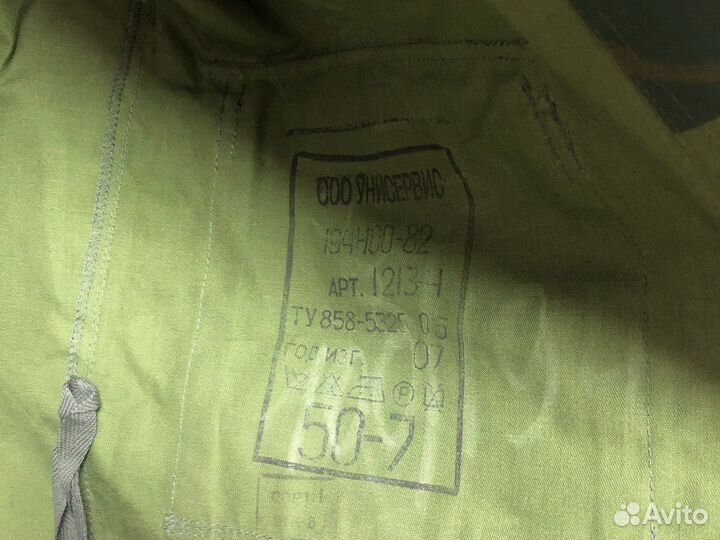 ООО УНИСЕРВИС
194Н00-82
АРТ. 1213-Ч
ТУ 858-5325 05
ГОД ИЗГ. 07
50-7
Avito